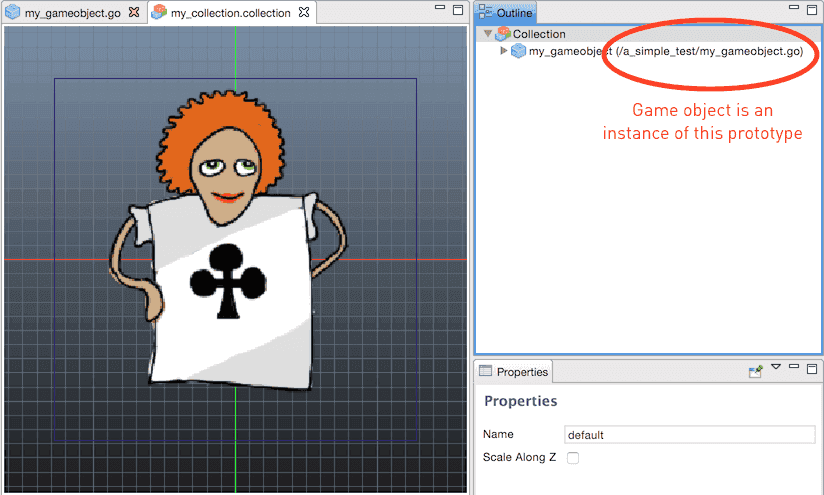 my_gameobject.go
my_collection.collection
Outline
Collection
my_gameobject (/a_simple_test/my_gameobject.go)
Game object is an
instance of this prototype
Properties
Properties
Name
default
Scale Along Z